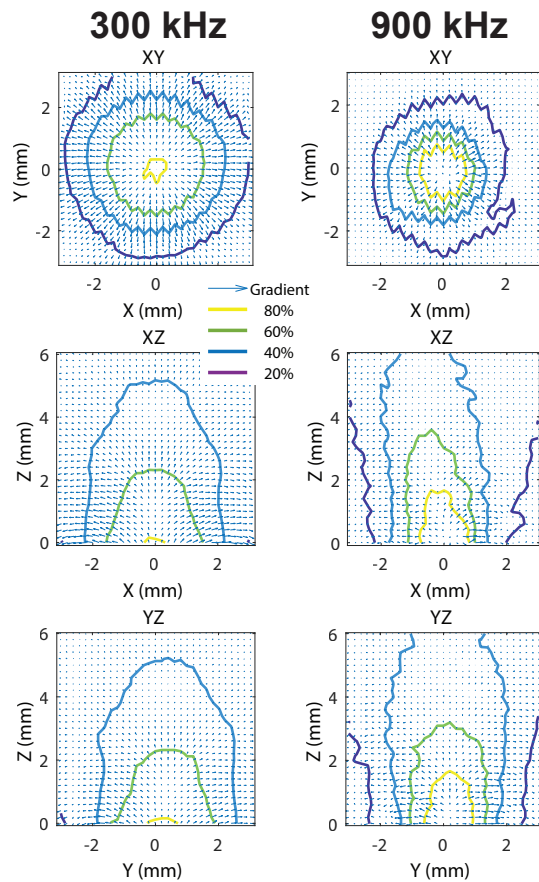 300 kHz 900 kHz
XY XY
Y (mm) 2 0 -2 Y (mm) 2 0 -2
-2 0 2 -2 0 2
X (mm) X (mm)
Gradient
80%
60%
40%
20%
XZ XZ
Z (mm) 6 4 2 0 Z (mm) 6 4 2 0
-2 0 2 -2 0 2
X (mm) X (mm)
YZ YZ
Z (mm) 6 4 2 0 Z (mm) 6 4 2 0
-2 0 2 -2 0 2
Y (mm) Y (mm)